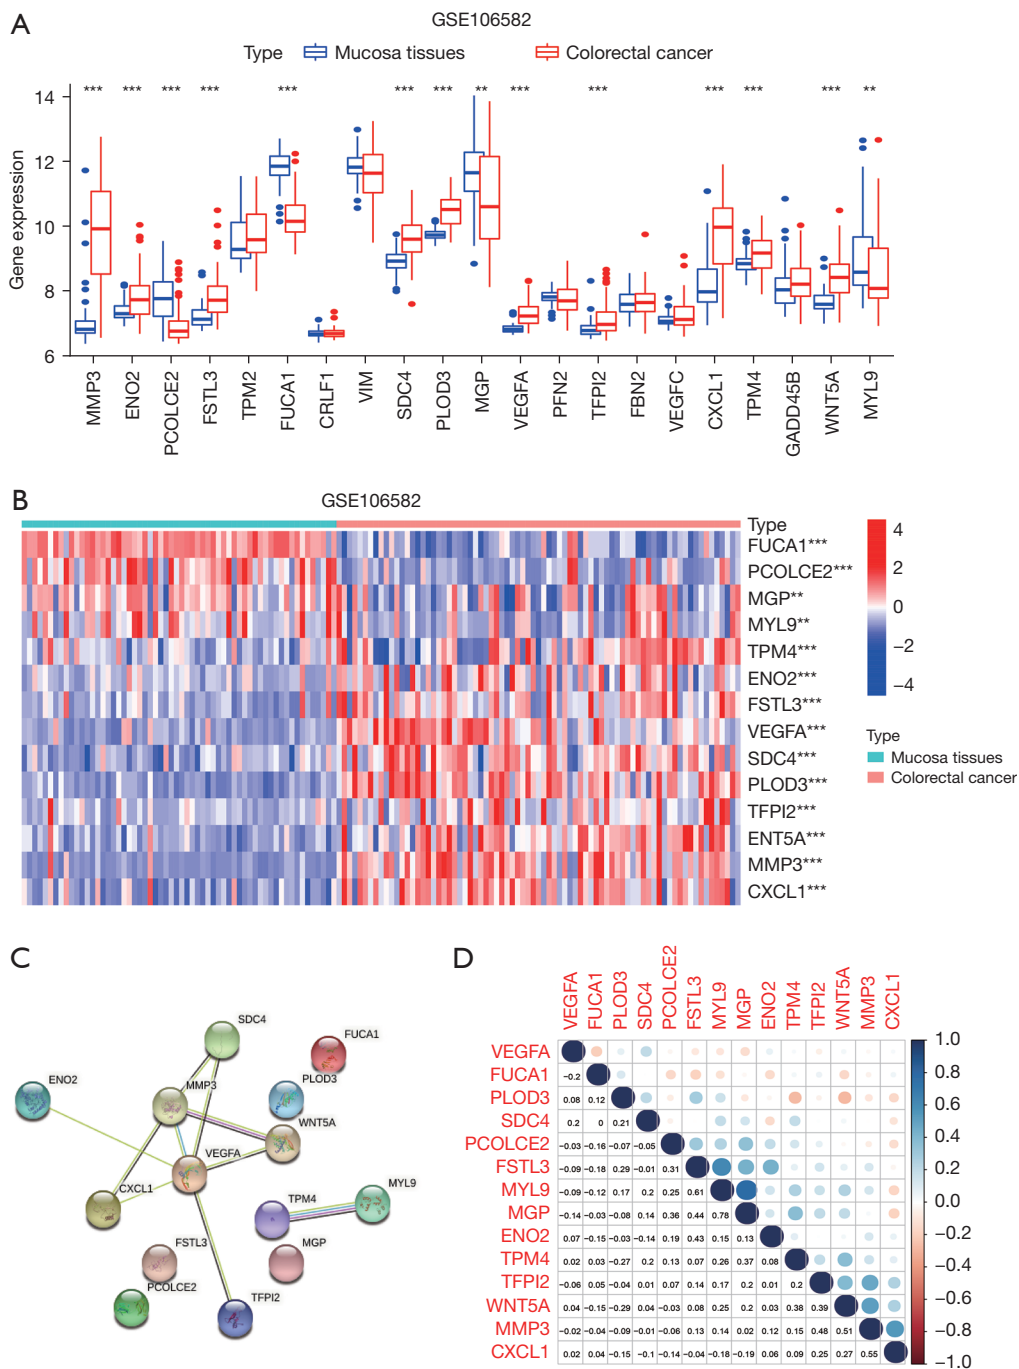 A
GSE106582
Type Mucosa tissues Colorectal cancer
Gene expression
14
12
10
8
6
*** *** *** *** *** *** *** ** *** *** *** *** *** **
MMP3 ENO2 PCOLCE2 FSTL3 TPM2 FUCA1 CRLF1 VIM SDC4 PLOD3 MGP VEGFA PFN2 TFPI2 FBN2 VEGFC CXCL1 TPM4 GADD45B WNT5A MYL9
B
GSE106582
Type
FUCA1***
PCOLCE2***
MGP**
MYL9**
TPM4***
ENO2***
FSTL3***
VEGFA***
SDC4***
PLOD3***
TFPI2***
ENT5A***
MMP3***
CXCL1***
4
2
0
−2
−4
Type
Mucosa tissues
Colorectal cancer
C
SDC4
FUCA1
ENO2
MMP3
PLOD3
WNT5A
VEGFA
CXCL1
TPM4
MYL9
FSTL3
MGP
PCOLCE2
TFPI2
D
VEGFA FUCA1 PLOD3 SDC4 PCOLCE2 FSTL3 MYL9 MGP ENO2 TPM4 TFPI2 WNT5A MMP3 CXCL1
VEGFA
FUCA1 −0.2
PLOD3 0.08 0.12
SDC4 0.2 0 0.21
PCOLCE2 −0.03 −0.16 −0.07 −0.05
FSTL3 −0.09 −0.18 0.29 −0.01 0.31
MYL9 −0.09 −0.12 0.17 0.2 0.25 0.61
MGP −0.14 −0.03 −0.08 0.14 0.36 0.44 0.78
ENO2 0.07 −0.15 −0.03 −0.14 0.19 0.43 0.15 0.13
TPM4 0.02 0.03 −0.27 0.2 0.13 0.07 0.26 0.37 0.08
TFPI2 −0.06 0.05 −0.04 0.01 0.07 0.14 0.17 0.2 0.01 0.2
WNT5A 0.04 −0.15 −0.29 0.04 −0.03 0.08 0.25 0.2 0.03 0.38 0.39
MMP3 −0.02 −0.04 −0.09 −0.01 −0.06 0.13 0.14 0.02 0.12 0.15 0.48 0.51
CXCL1 0.02 0.04 −0.15 −0.1 −0.14 −0.04 −0.18 −0.19 0.06 0.09 0.25 0.27 0.55
1.0
0.8
0.6
0.4
0.2
0.0
−0.2
−0.4
−0.6
−0.8
−1.0